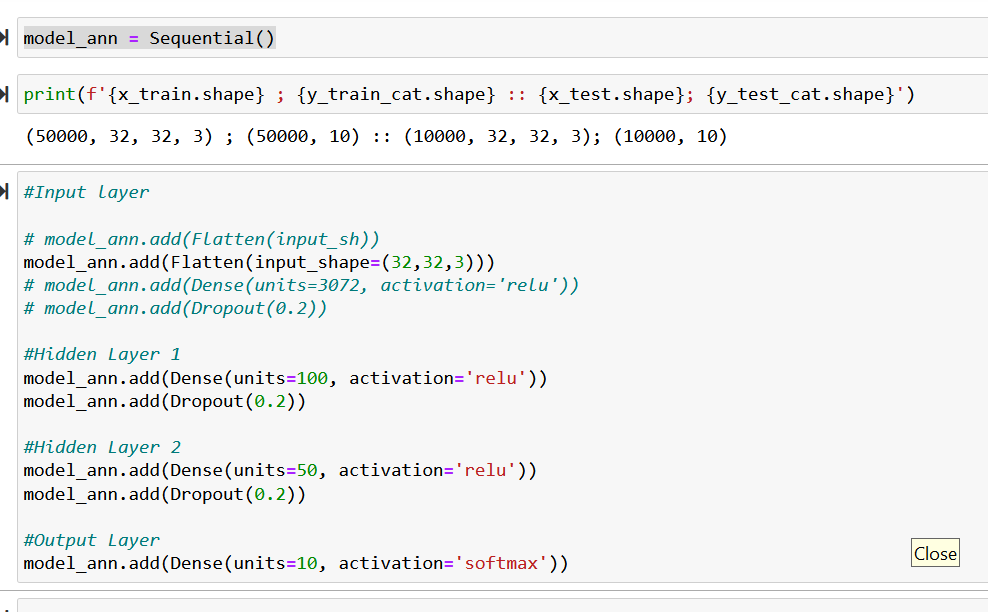 model_ann = Sequential()
print(f'{x_train.shape} ; {y_train_cat.shape} :: {x_test.shape}; {y_test_cat.shape}')
(50000, 32, 32, 3) ; (50000, 10) :: (10000, 32, 32, 3); (10000, 10)
#Input layer
# model_ann.add(Flatten(input_sh))
model_ann.add(Flatten(input_shape=(32,32,3)))
# model_ann.add(Dense(units=3072, activation='relu'))
# model_ann.add(Dropout(0.2))
#Hidden Layer 1
model_ann.add(Dense(units=100, activation='relu'))
model_ann.add(Dropout(0.2))
#Hidden Layer 2
model_ann.add(Dense(units=50, activation='relu'))
model_ann.add(Dropout(0.2))
#Output Layer
model_ann.add(Dense(units=10, activation='softmax'))
Close